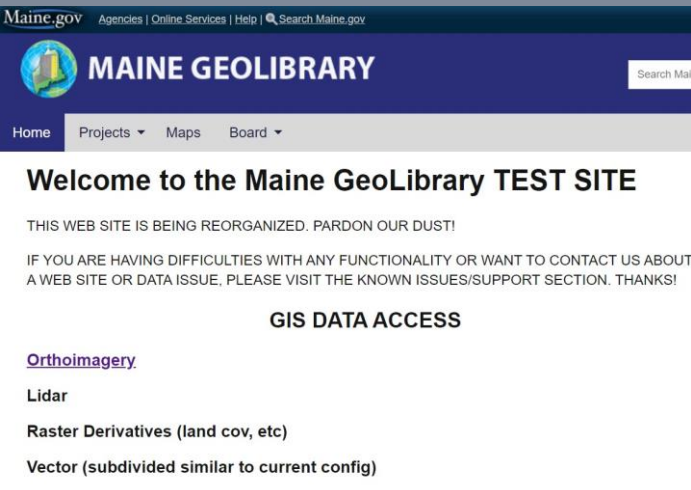 Maine.gov Agencies | Online Services | Help | Search Maine.gov
MAINE GEOLIBRARY
Search Mai
Home Projects Maps Board
Welcome to the Maine GeoLibrary TEST SITE
THIS WEB SITE IS BEING REORGANIZED. PARDON OUR DUST!
IF YOU ARE HAVING DIFFICULTIES WITH ANY FUNCTIONALITY OR WANT TO CONTACT US ABOUT
A WEB SITE OR DATA ISSUE, PLEASE VISIT THE KNOWN ISSUES/SUPPORT SECTION. THANKS!
GIS DATA ACCESS
Orthoimagery
Lidar
Raster Derivatives (land cov, etc)
Vector (subdivided similar to current config)